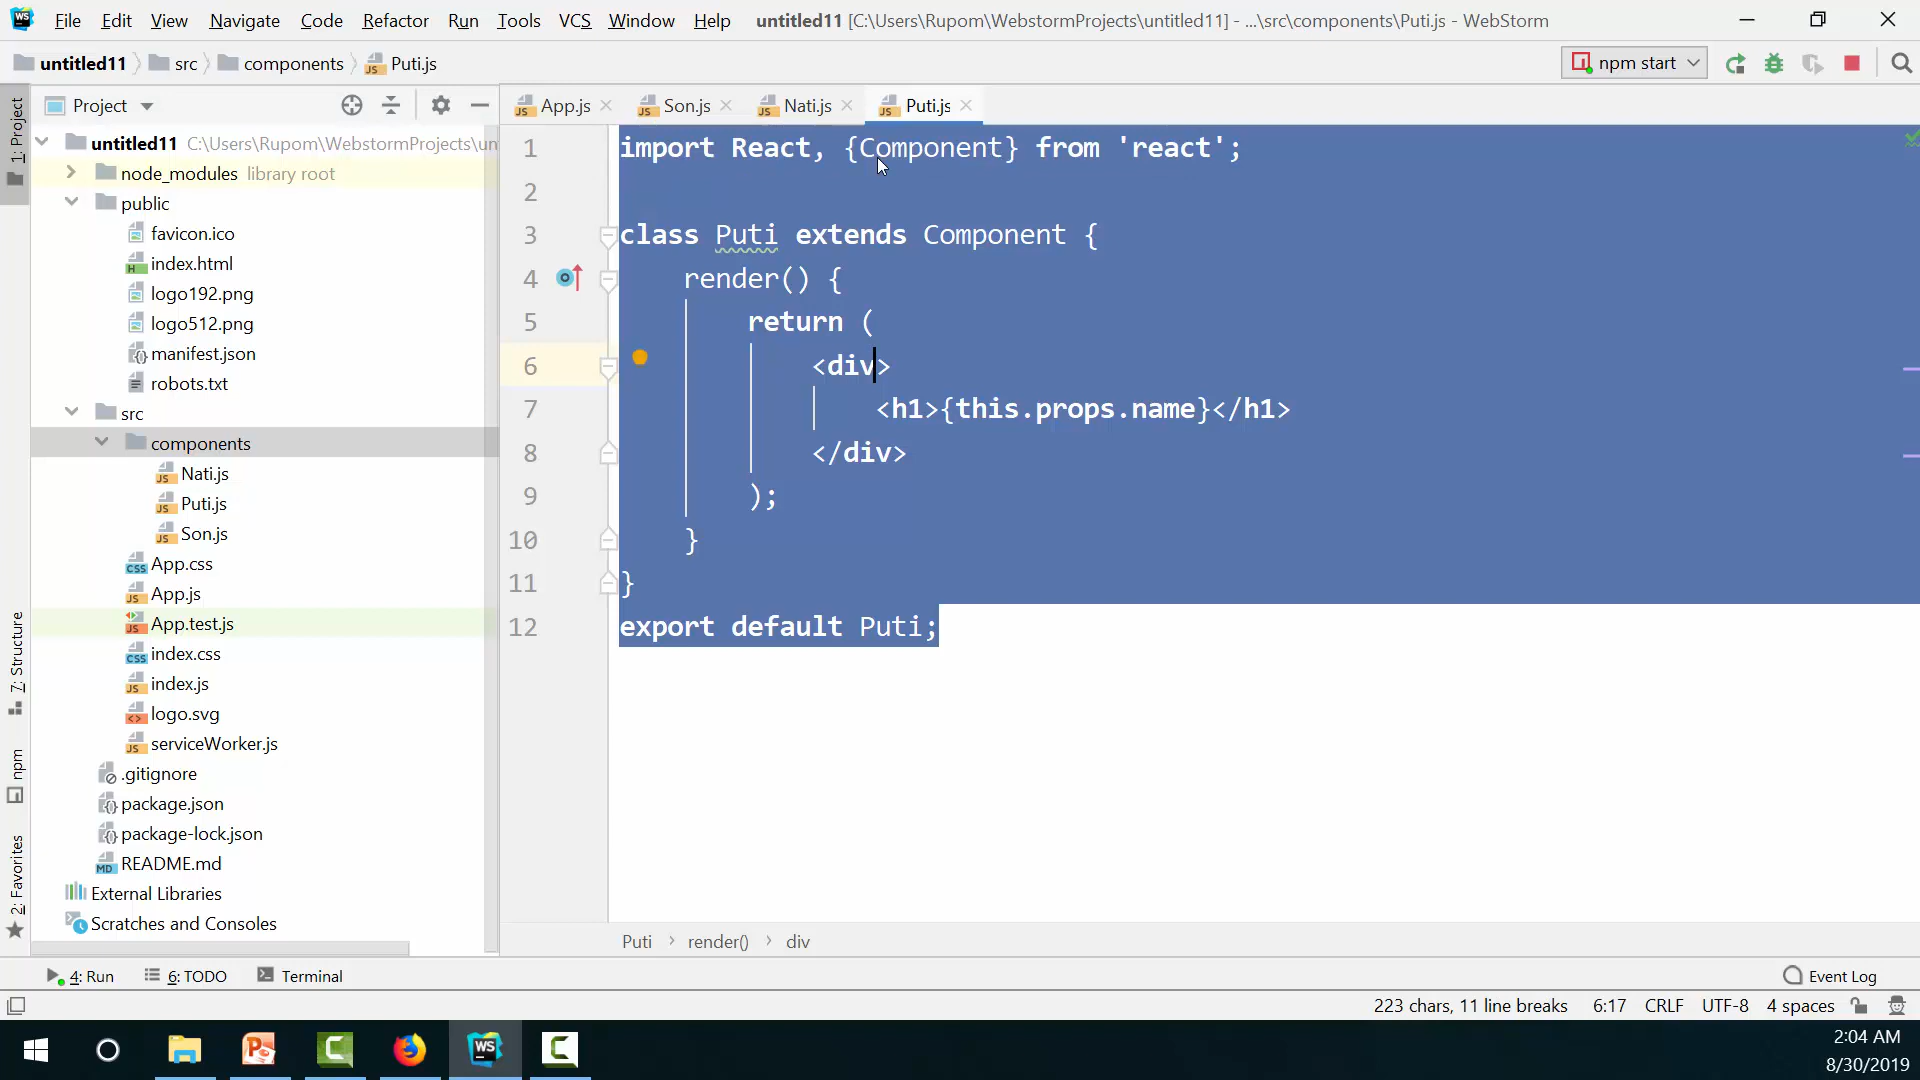 File Edit View Navigate Code Refactor Run Tools VCS Window Help untitled11 [C:\Users\Rupom\WebstormProjects\untitled11] - ...\src\components\Puti.js - WebStorm
untitled11 src components Puti.js npm start
Project App.js Son.js Nati.js Puti.js
1: Project
7: Structure
npm
2: Favorites
untitled11 C:\Users\Rupom\WebstormProjects\un
node_modules library root
public
favicon.ico
index.html
logo192.png
logo512.png
manifest.json
robots.txt
src
components
Nati.js
Puti.js
Son.js
App.css
App.js
App.test.js
index.css
index.js
logo.svg
serviceWorker.js
.gitignore
package.json
package-lock.json
README.md
External Libraries
Scratches and Consoles
1 import React, {Component} from 'react';
2
3 class Puti extends Component {
4 render() {
5 return (
6 <div>
7 <h1>{this.props.name}</h1>
8 </div>
9 );
10 }
11 }
12 export default Puti;
Puti render() div
4: Run 6: TODO Terminal Event Log
223 chars, 11 line breaks 6:17 CRLF UTF-8 4 spaces
2:04 AM
8/30/2019